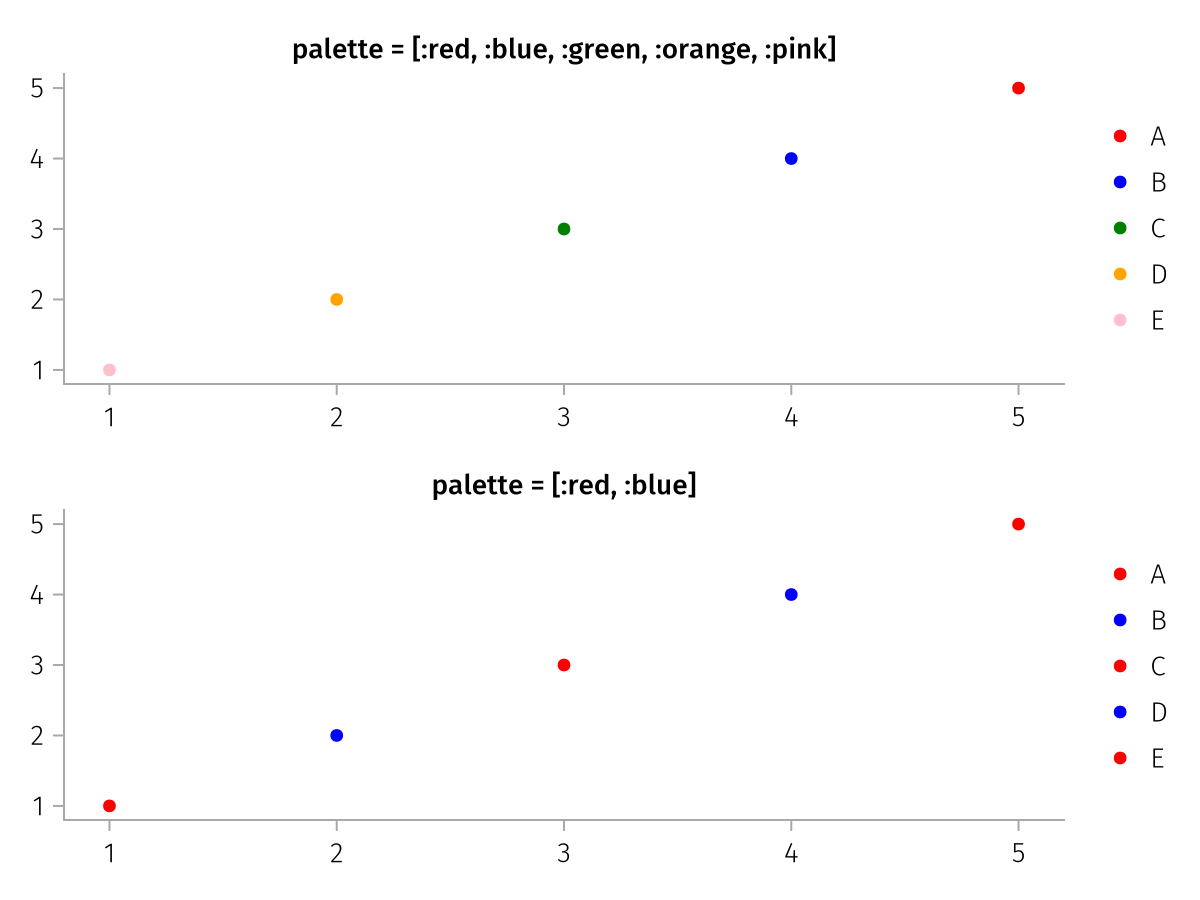 palette = [:red, :blue, :green, :orange, :pink]
5
4
3
2
1
1 2 3 4 5
A
B
C
D
E
palette = [:red, :blue]
5
4
3
2
1
1 2 3 4 5
A
B
C
D
E